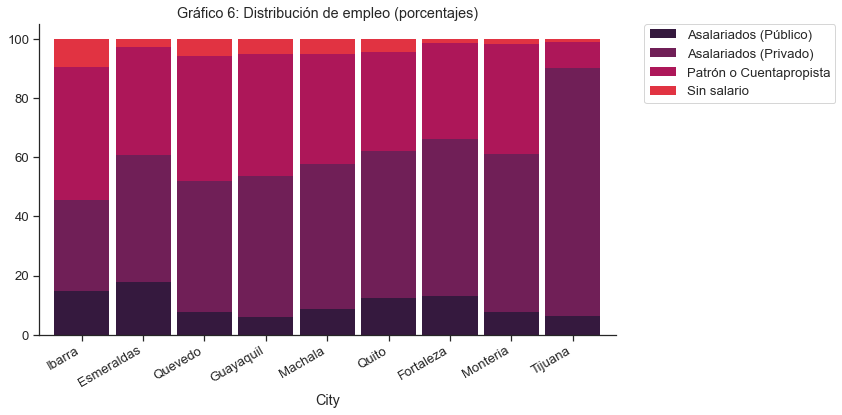 Gráfico 6: Distribución de empleo (porcentajes)
Asalariados (Público)
Asalariados (Privado)
Patrón o Cuentapropista
Sin salario
100
80
60
40
20
0
Ibarra
Esmeraldas
Quevedo
Guayaquil
Machala
Quito
Fortaleza
Monteria
Tijuana
City